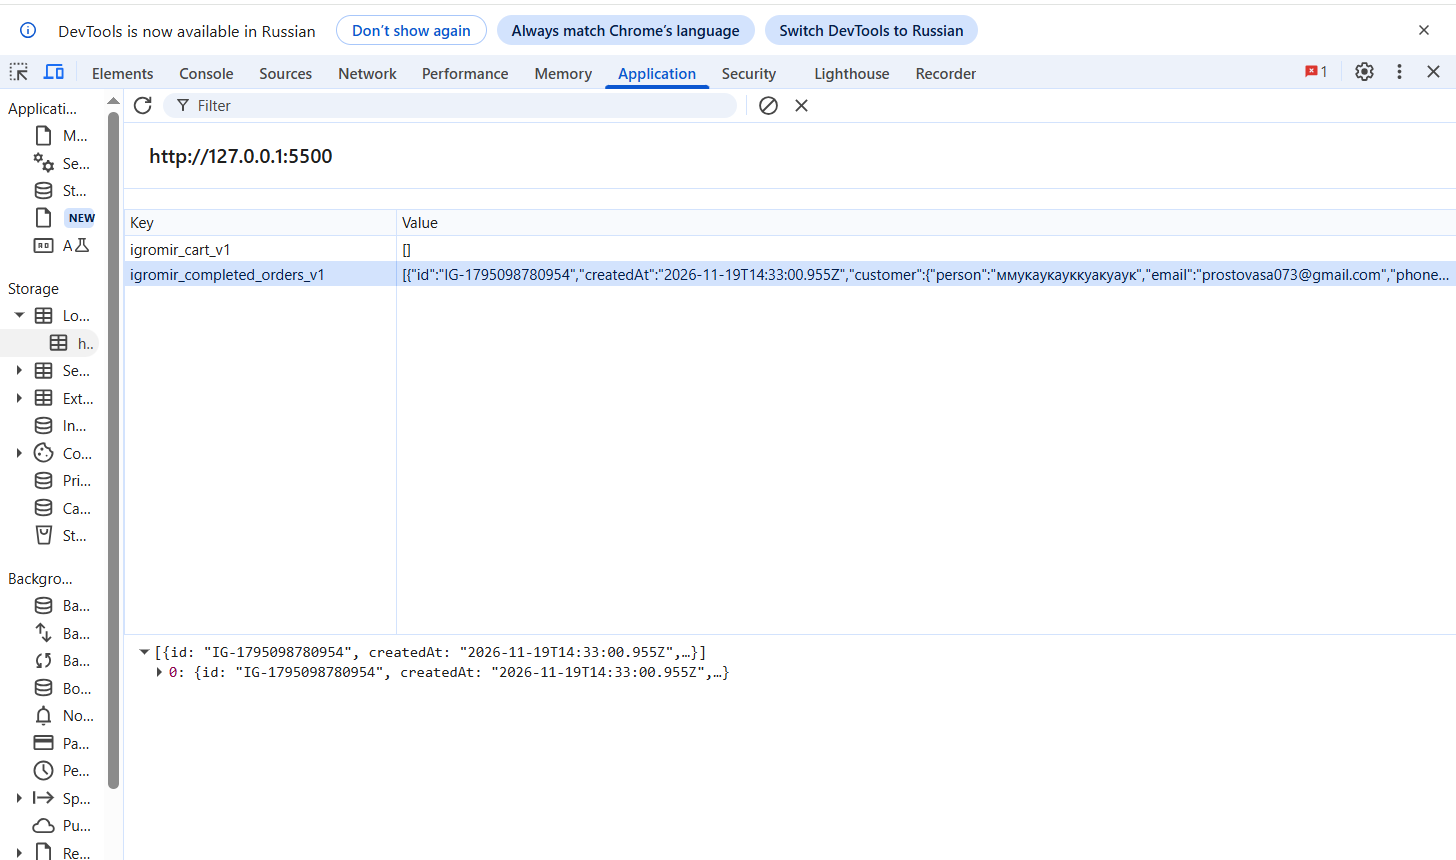 DevTools is now available in Russian Don't show again Always match Chrome's language Switch DevTools to Russian
Elements Console Sources Network Performance Memory Application Security Lighthouse Recorder 1
Applicati...
M...
Se...
St...
NEW
A
Storage
Lo...
h..
Se...
Ext...
In...
Co...
Pri...
Ca...
St...
Backgro...
Ba...
Ba...
Ba...
Bo...
No...
Pa...
Pe...
Sp...
Pu...
Re...
Filter
http://127.0.0.1:5500
Key Value
igromir_cart_v1 []
igromir_completed_orders_v1 [{"id":"IG-1795098780954","createdAt":"2026-11-19T14:33:00.955Z","customer":{"person":"ммукаукауккуакуаук","email":"prostovasa073@gmail.com","phone...
[{id: "IG-1795098780954", createdAt: "2026-11-19T14:33:00.955Z",…}]
0: {id: "IG-1795098780954", createdAt: "2026-11-19T14:33:00.955Z",…}